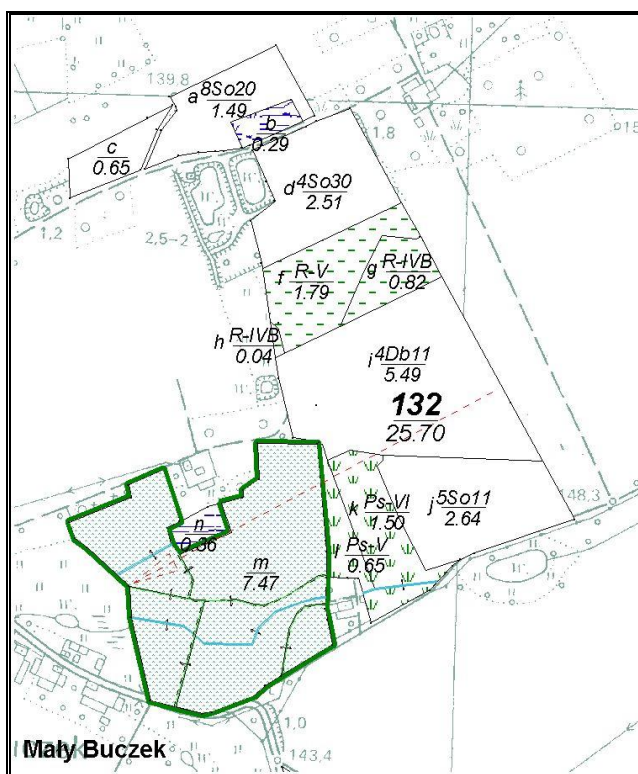 139,8
a 8So20
1.49
b
0.29
c
0.65
1,8
015
d 4So30
2.51
1,2
2,5-2
f R-V
1.79
g R-IVB
0.82
h R-IVB
0.04
i 4Db11
5.49
132
25.70
k Ps-VI
1.50
j 5So11
2.64
148,3
n
0.36
l Ps-V
0.65
m
7.47
1,0
Mały Buczek
143,4